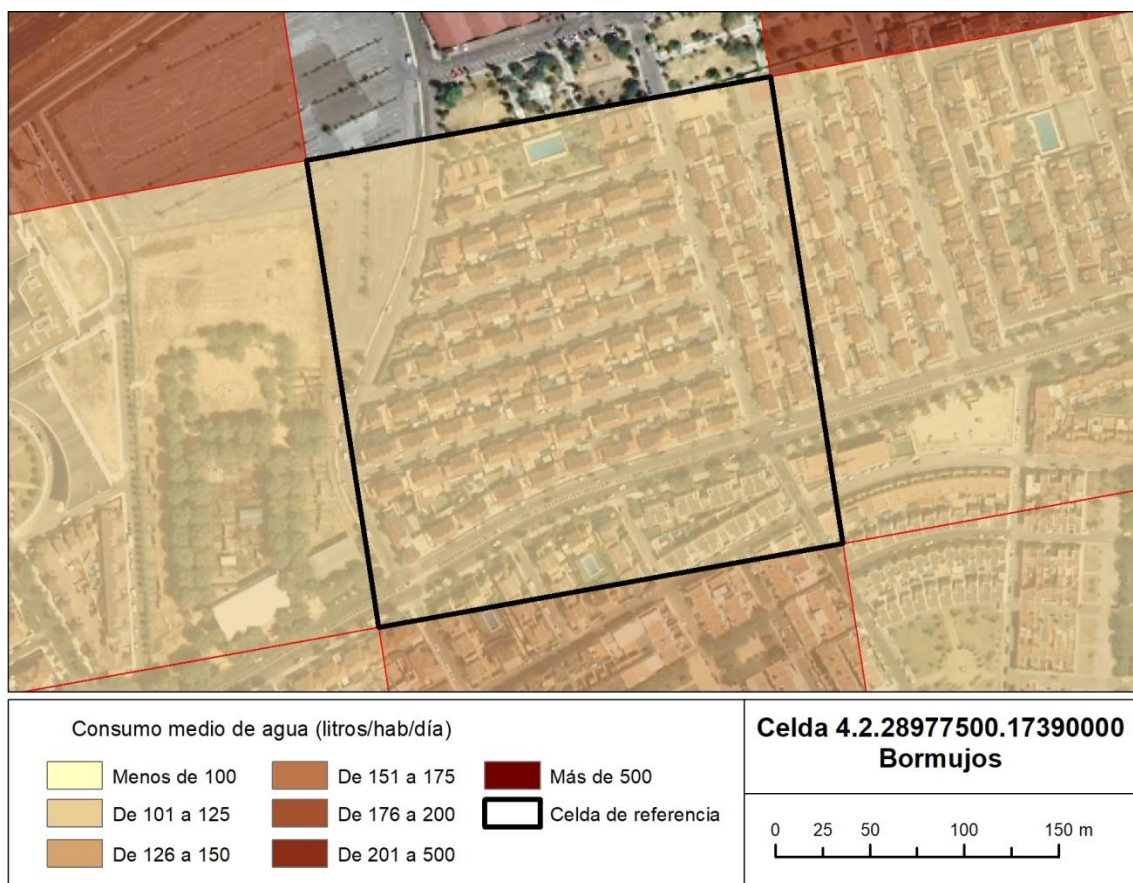 Consumo medio de agua (litros/hab/día)
Menos de 100
De 101 a 125
De 126 a 150
De 151 a 175
De 176 a 200
De 201 a 500
Más de 500
Celda de referencia
Celda 4.2.28977500.17390000
Bormujos
0 25 50 100 150 m